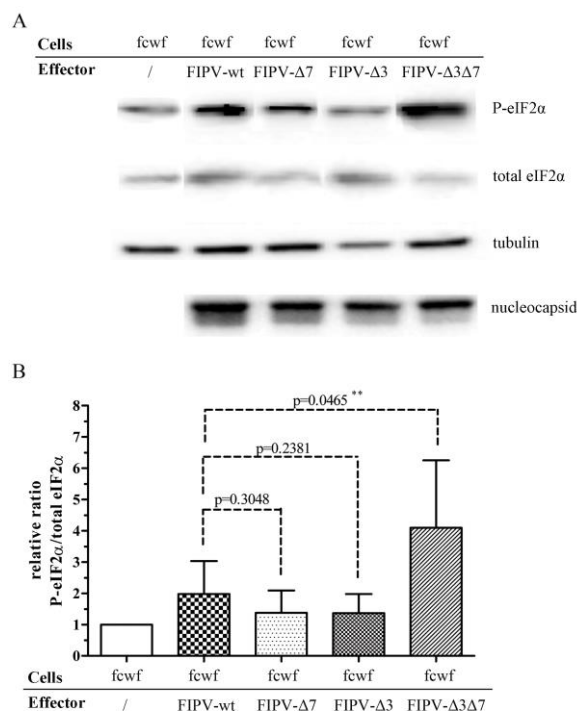 A
Cells fcwf fcwf fcwf fcwf fcwf
Effector / FIPV-wt FIPV-Δ7 FIPV-Δ3 FIPV-Δ3Δ7
P-eIF2α
total eIF2α
tubulin
nucleocapsid
B
relative ratio
P-eIF2α/total eIF2α
8
7
6
5
4
3
2
1
0
p=0.0465 **
p=0.2381
p=0.3048
Cells fcwf fcwf fcwf fcwf fcwf
Effector / FIPV-wt FIPV-Δ7 FIPV-Δ3 FIPV-Δ3Δ7